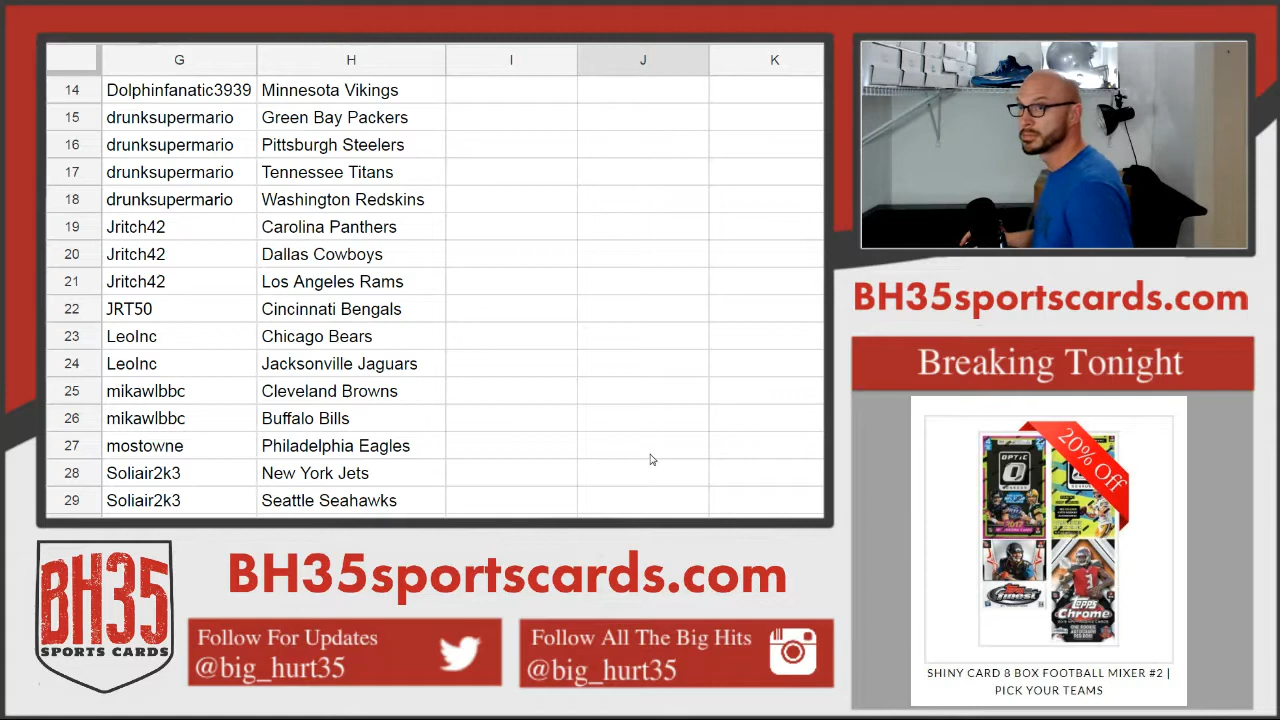 G H I J K
14 Dolphinfanatic3939 Minnesota Vikings
15 drunksupermario Green Bay Packers
16 drunksupermario Pittsburgh Steelers
17 drunksupermario Tennessee Titans
18 drunksupermario Washington Redskins
19 Jritch42 Carolina Panthers
20 Jritch42 Dallas Cowboys
21 Jritch42 Los Angeles Rams
22 JRT50 Cincinnati Bengals
23 LeoInc Chicago Bears
24 LeoInc Jacksonville Jaguars
25 mikawlbbc Cleveland Browns
26 mikawlbbc Buffalo Bills
27 mostowne Philadelphia Eagles
28 Soliair2k3 New York Jets
29 Soliair2k3 Seattle Seahawks
BH35sportscards.com
Breaking Tonight
20% Off
OPTIC
2017
Finest
Topps
Chrome
SHINY CARD 8 BOX FOOTBALL MIXER #2 |
PICK YOUR TEAMS
BH35
SPORTS CARDS
BH35sportscards.com
Follow For Updates
@big_hurt35
Follow All The Big Hits
@big_hurt35